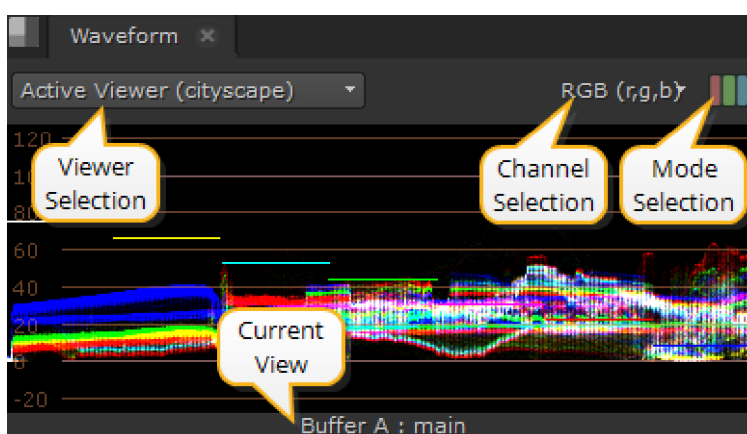 Waveform
Active Viewer (cityscape)
RGB (r,g,b)
120
Viewer
Selection
Channel
Selection
Mode
Selection
80
60
40
20
Current
View
0
-20
Buffer A : main